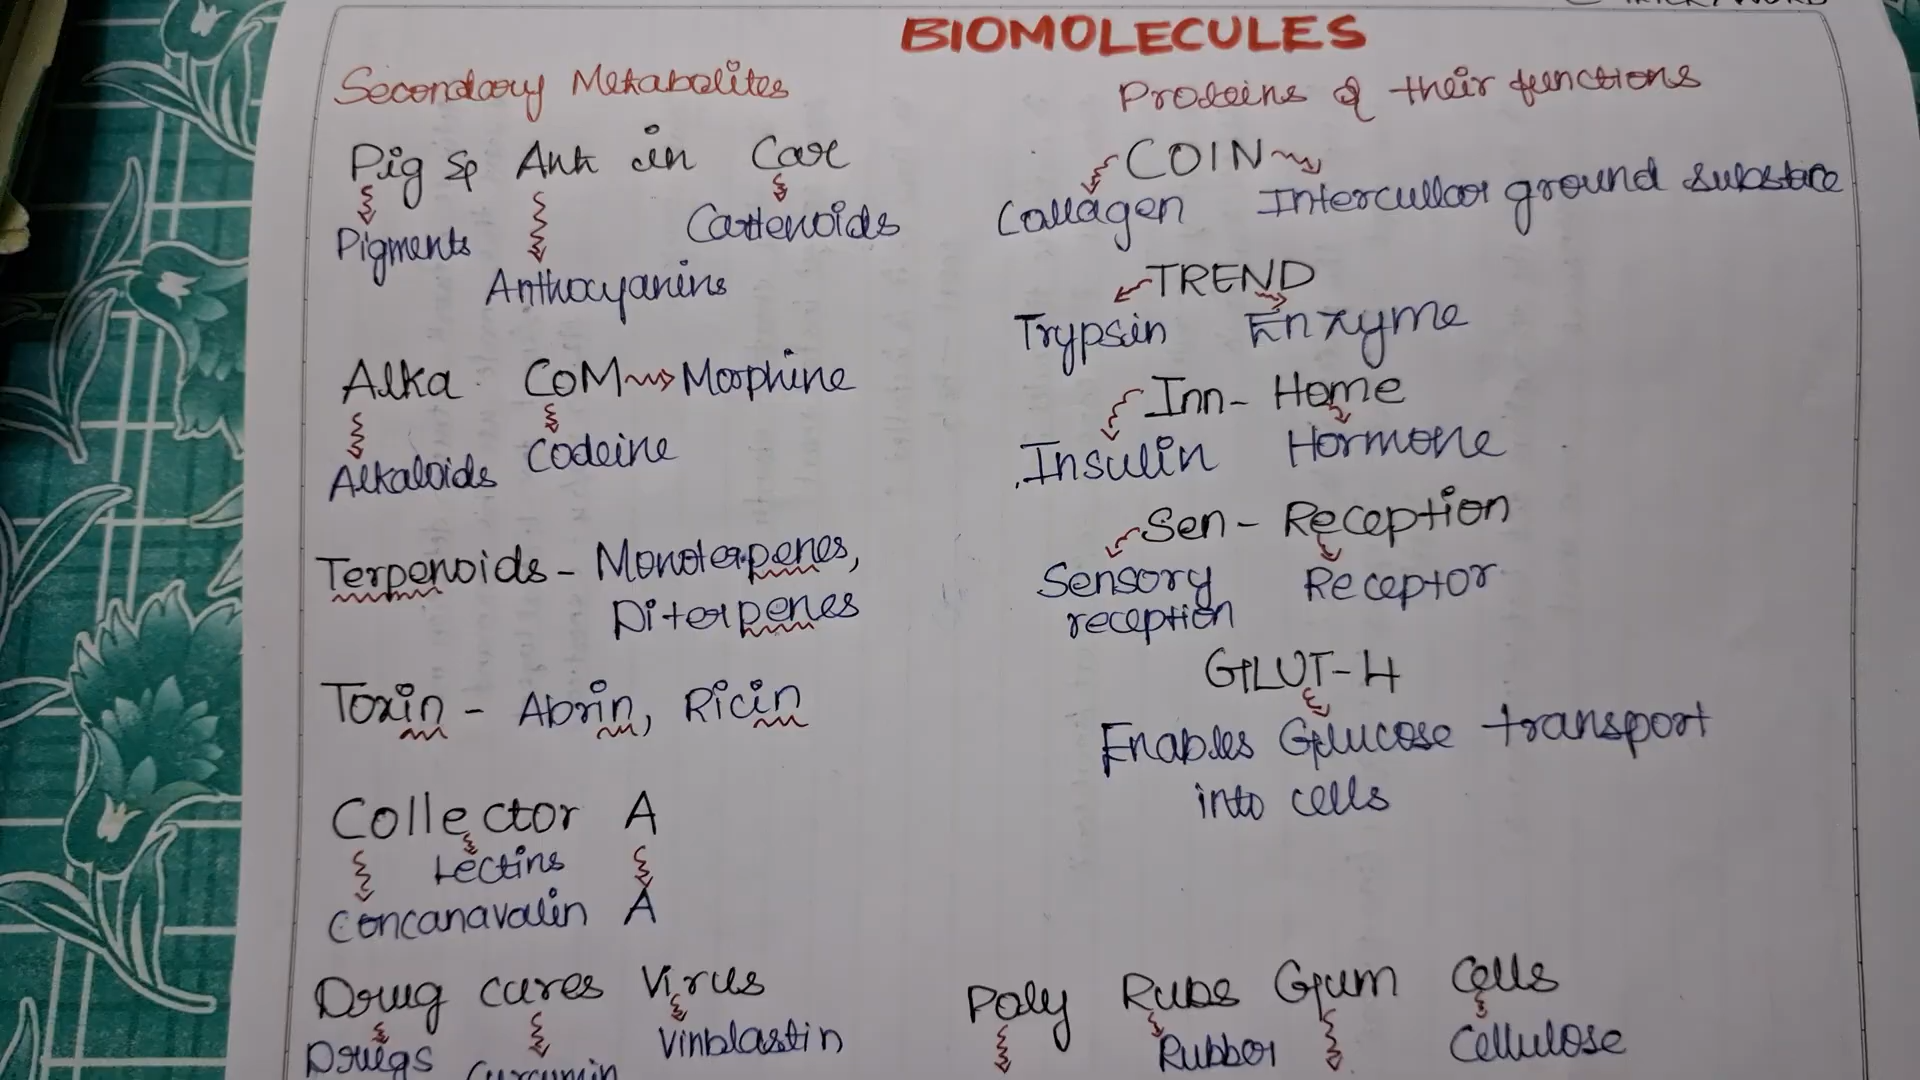 BIOMOLECULES
Secondary Metabolites
Pig Sp Ant in Car
Pigments
Carotenoids
Anthocyanins
Alka COM Morphine
Alkaloids Codeine
Terpenoids - Monoterpenes,
Diterpenes
Toxin - Abrin, Ricin
Collector A
Lectins
Concanavalin A
Drug cures Virus
Drugs Curcumin Vinblastin
Proteins & their functions
COIN
Collagen Intercullar ground substance
TREND
Trypsin Enzyme
Inn- Home
Insulin Hormone
Sen- Reception
Sensory Receptor
reception
GLUT-4
Enables Glucose transport
into cells
Poly Rubs Gum Cells
Rubber Cellulose